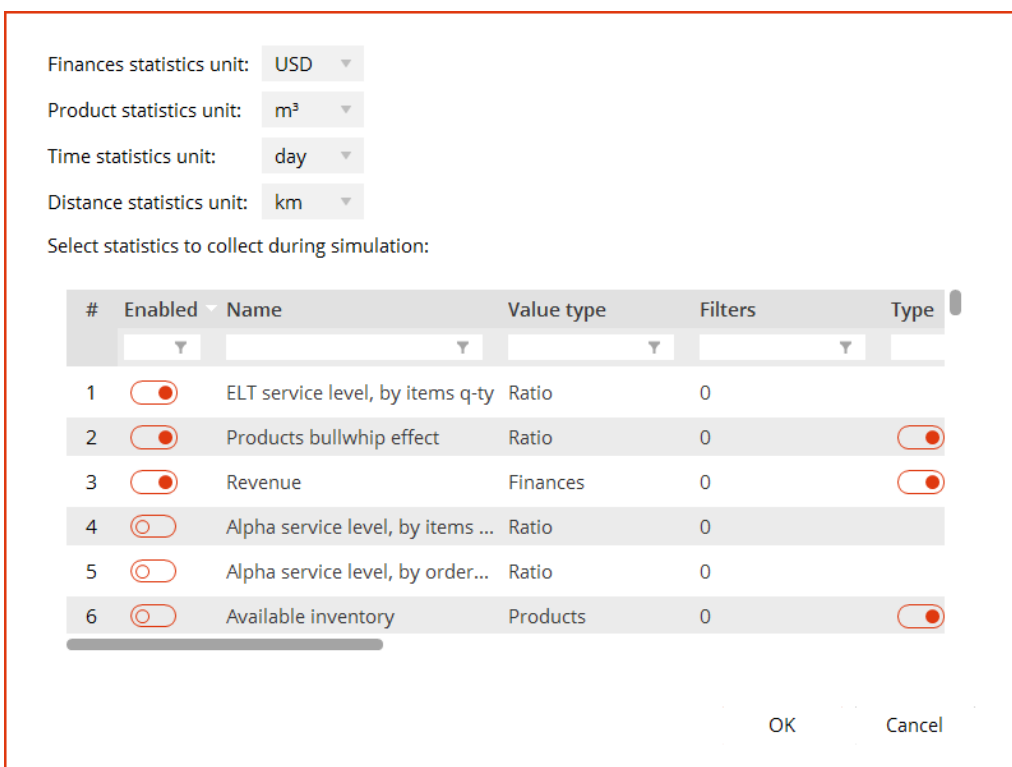 Finances statistics unit: USD
Product statistics unit: m³
Time statistics unit: day
Distance statistics unit: km
Select statistics to collect during simulation:
# Enabled Name Value type Filters Type
1 ELT service level, by items q-ty Ratio 0
2 Products bullwhip effect Ratio 0
3 Revenue Finances 0
4 Alpha service level, by items ... Ratio 0
5 Alpha service level, by order... Ratio 0
6 Available inventory Products 0
OK Cancel